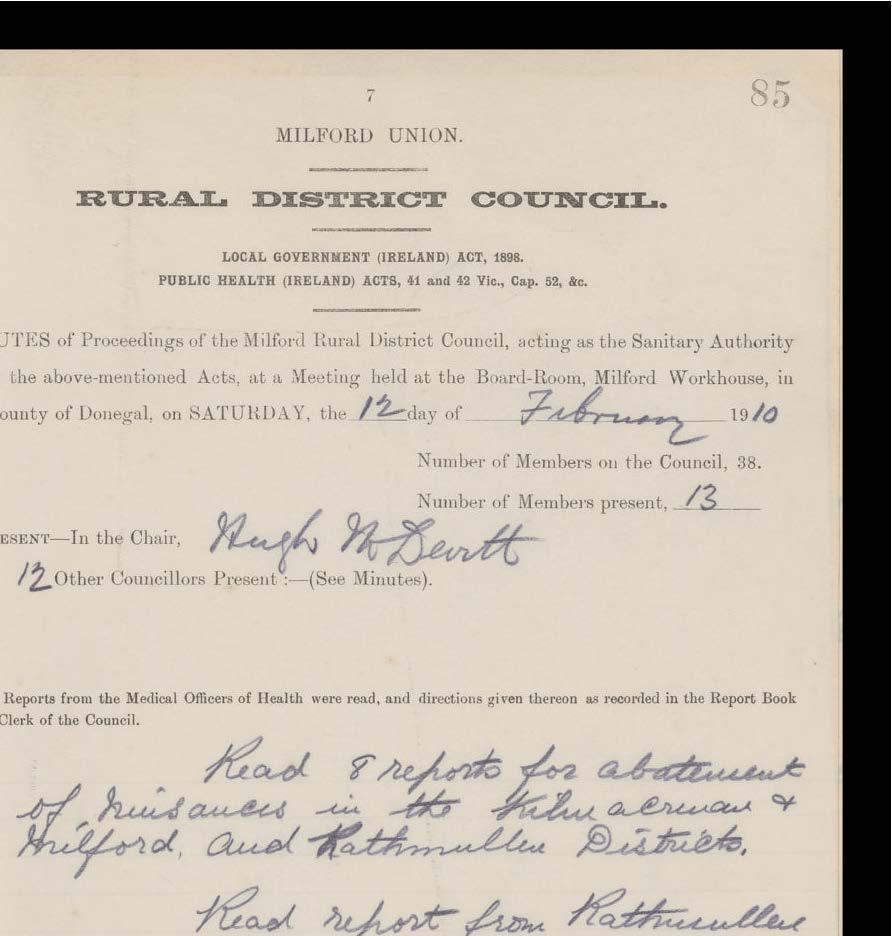 85
7
MILFORD UNION.
RURAL DISTRICT COUNCIL.
LOCAL GOVERNMENT (IRELAND) ACT, 1898.
PUBLIC HEALTH (IRELAND) ACTS, 41 and 42 Vic., Cap. 52, &c.
UTES of Proceedings of the Milford Rural District Council, acting as the Sanitary Authority
the above-mentioned Acts, at a Meeting held at the Board-Room, Milford Workhouse, in
ounty of Donegal, on SATURDAY, the 12 day of February 1910
Number of Members on the Council, 38.
Number of Members present, 13
ESENT—In the Chair, Hugh McDevitt
12 Other Councillors Present :—(See Minutes).
Reports from the Medical Officers of Health were read, and directions given thereon as recorded in the Report Book
Clerk of the Council.
Read 8 reports for abatement
of nuisances in the Kilmacrenan &
Milford, and Rathmullen Districts.
Read report from Rathmullen